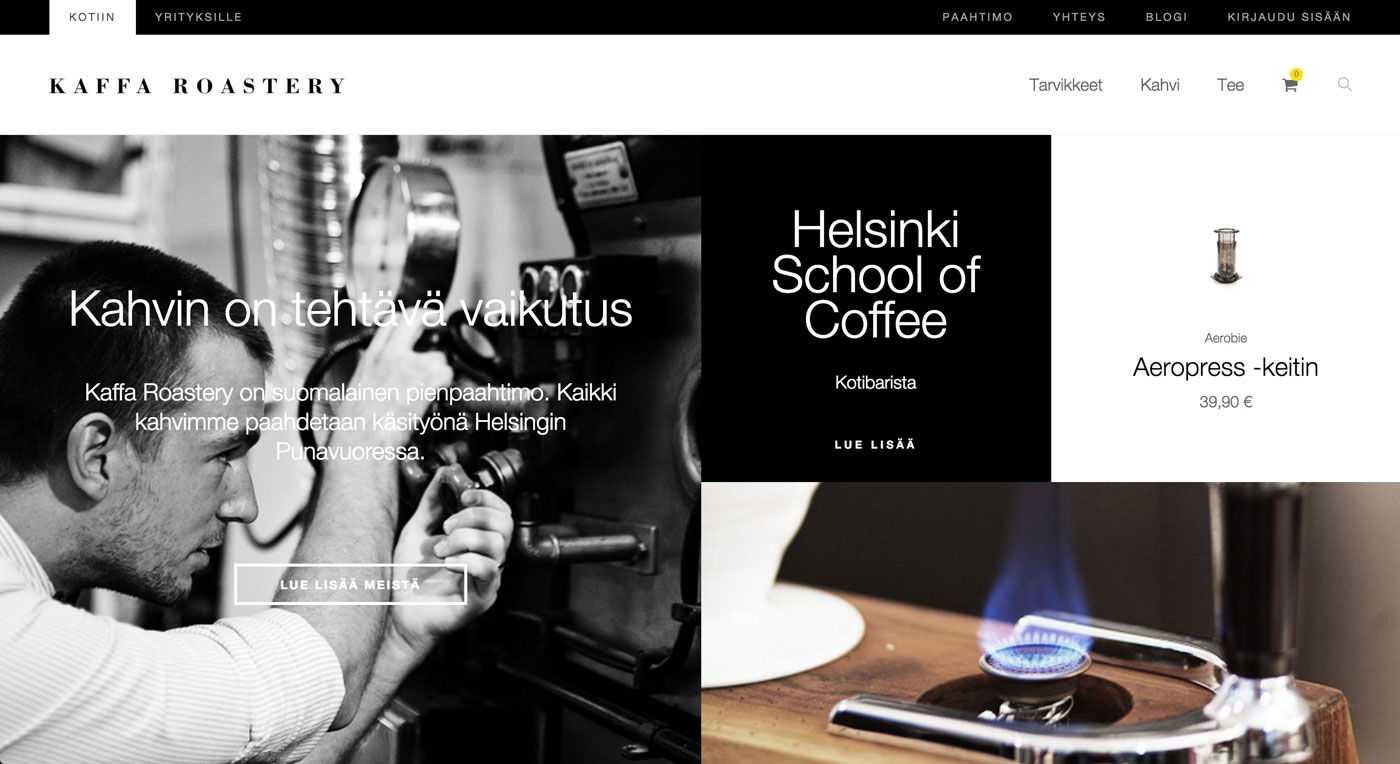 KOTIIN
YRITYKSILLE
PAAHTIMO
YHTEYS
BLOGI
KIRJAUDU SISÄÄN
KAFFA ROASTERY
Tarvikkeet
Kahvi
Tee
0
Kahvin on tehtävä vaikutus
Kaffa Roastery on suomalainen pienpaahtimo. Kaikki
kahvimme paahdetaan käsityönä Helsingin
Punavuoressa.
LUE LISÄÄ MEISTÄ
Helsinki
School of
Coffee
Kotibarista
LUE LISÄÄ
Aerobie
Aeropress -keitin
39,90 €